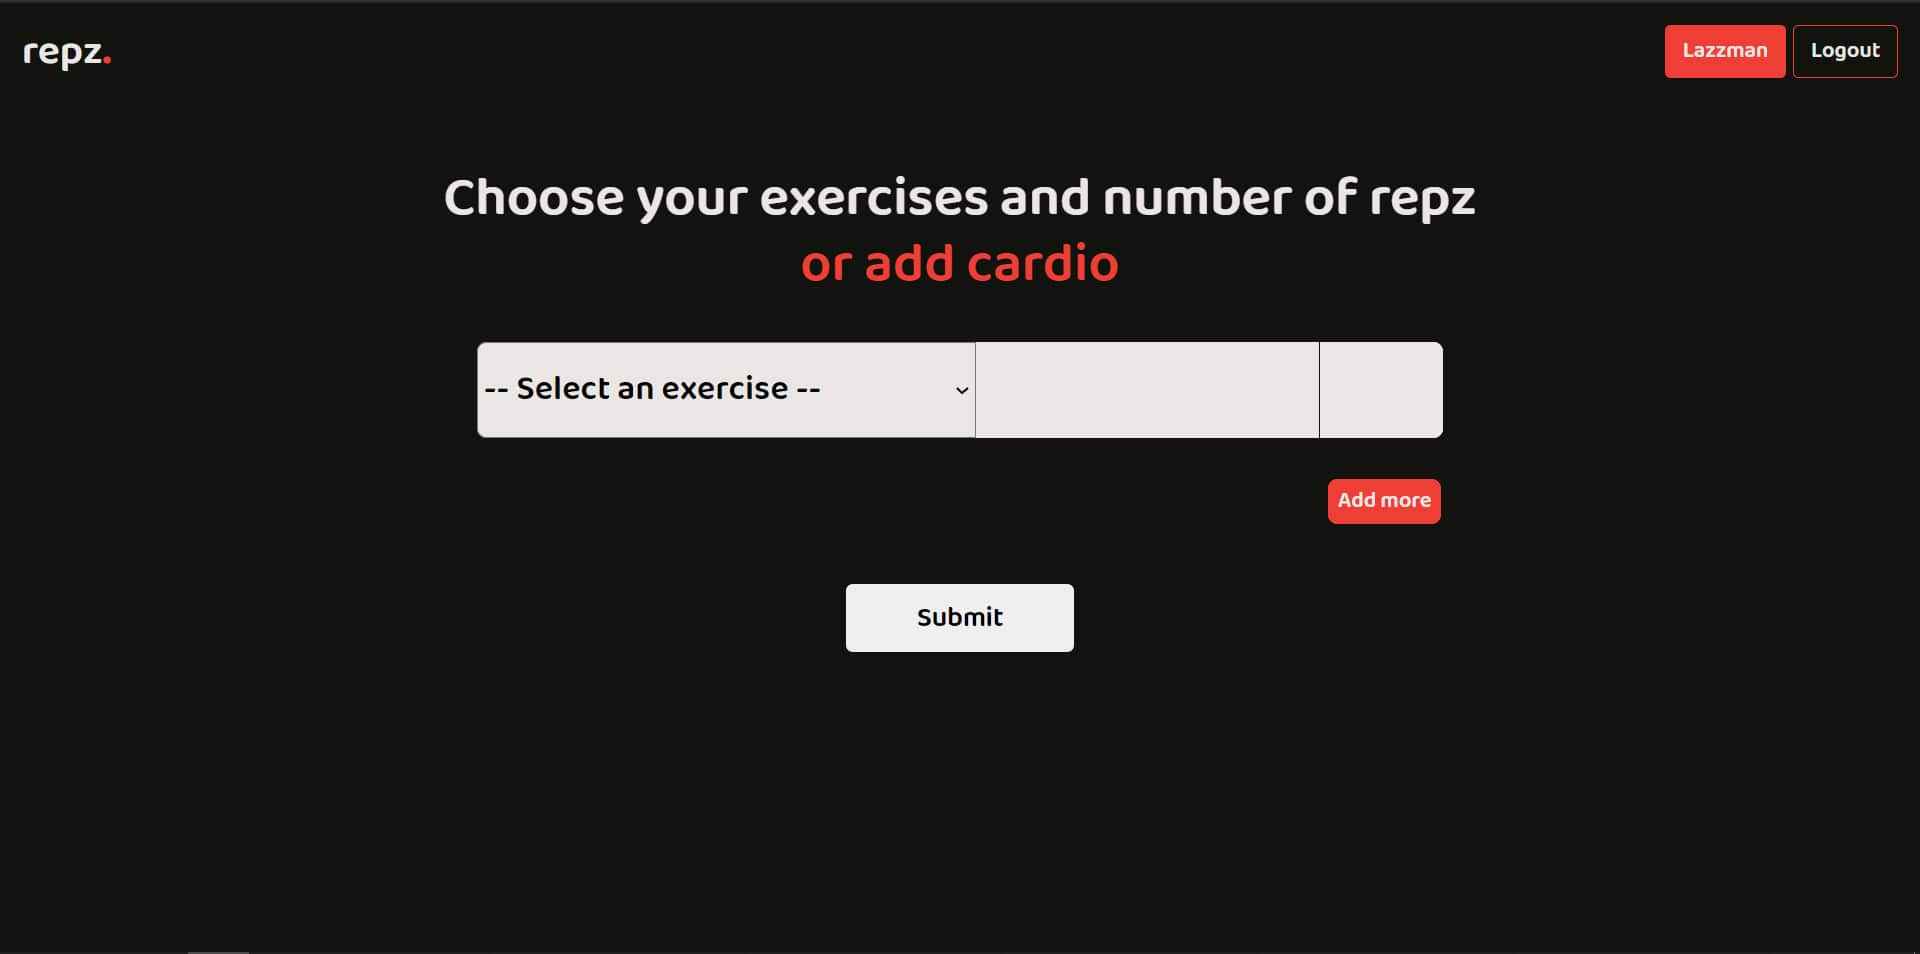 repz.
Lazzman
Logout
Choose your exercises and number of repz
or add cardio
-- Select an exercise --
Add more
Submit